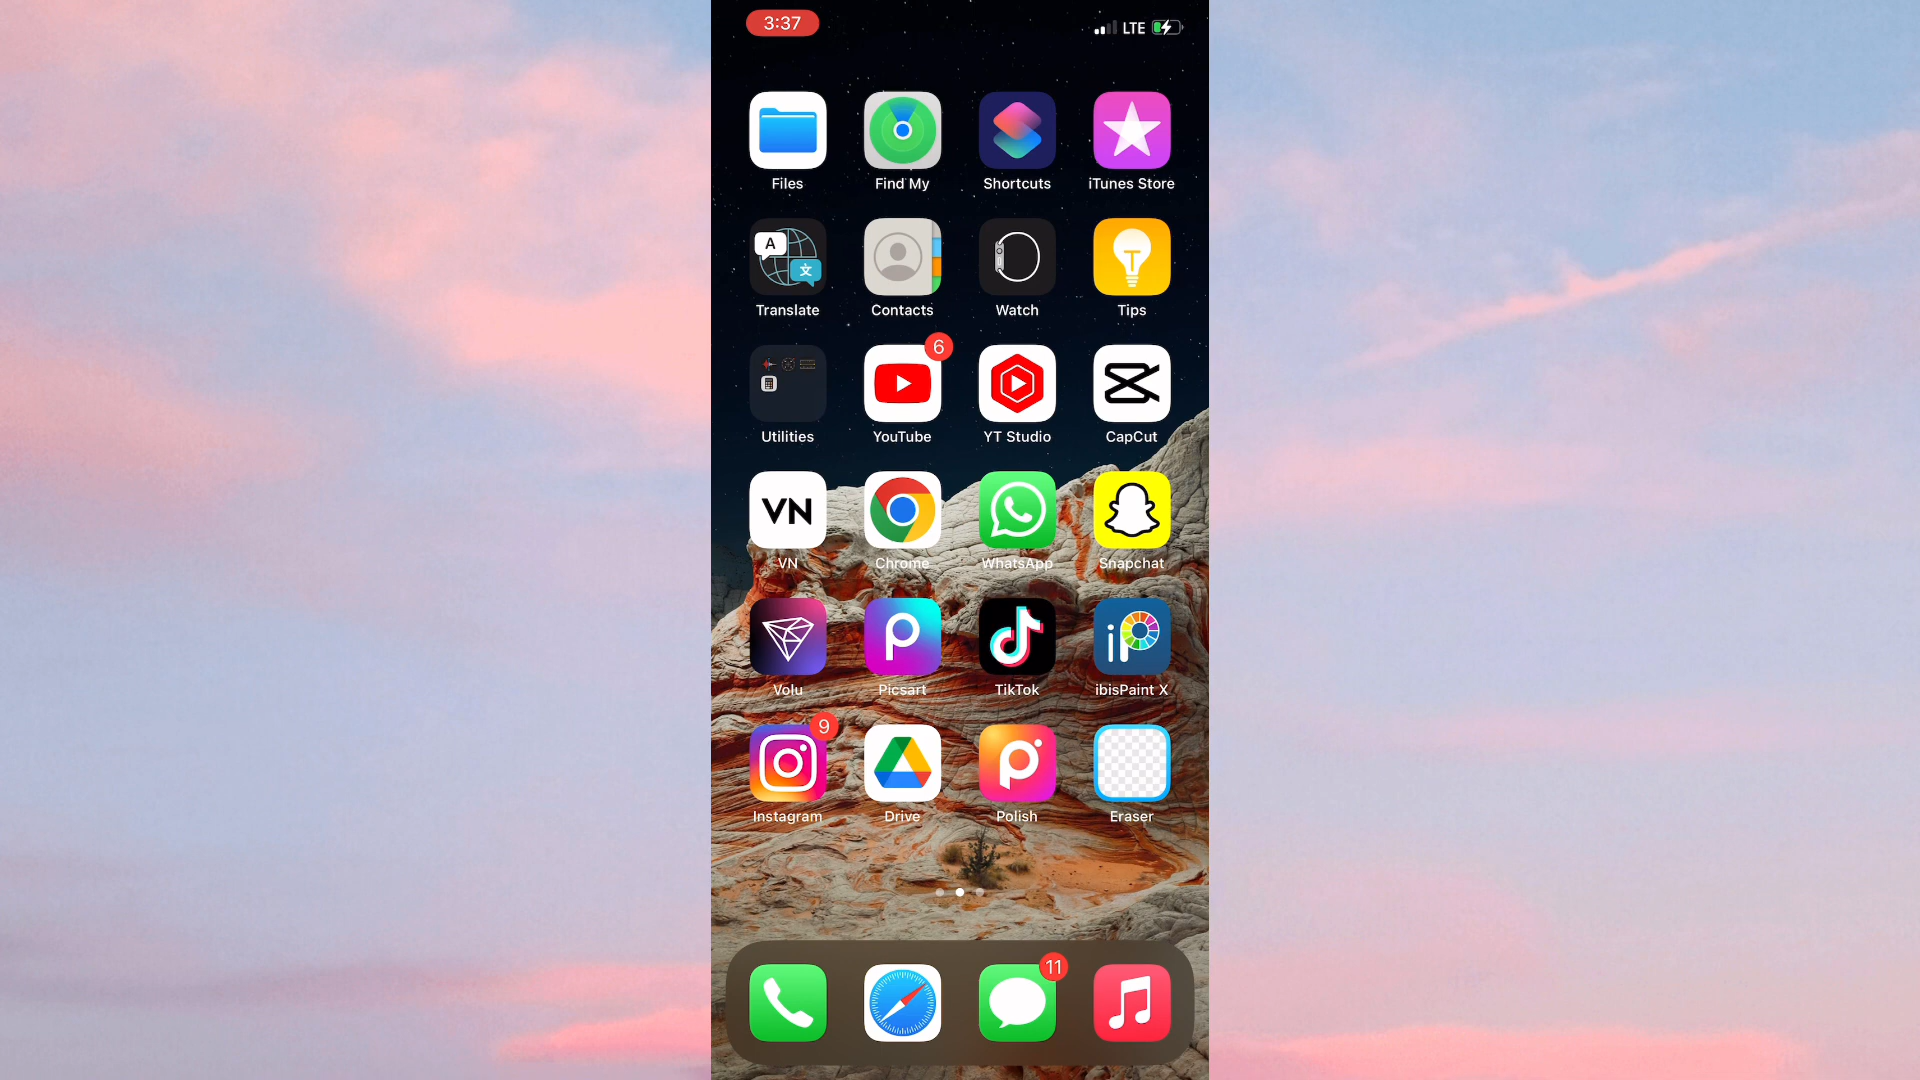 3:37 LTE
Files Find My Shortcuts iTunes Store
A 文
Translate Contacts Watch Tips
6
Utilities YouTube YT Studio CapCut
VN
VN Chrome WhatsApp Snapchat
iP
Volu Picsart TikTok ibisPaint X
9
Instagram Drive Polish Eraser
11